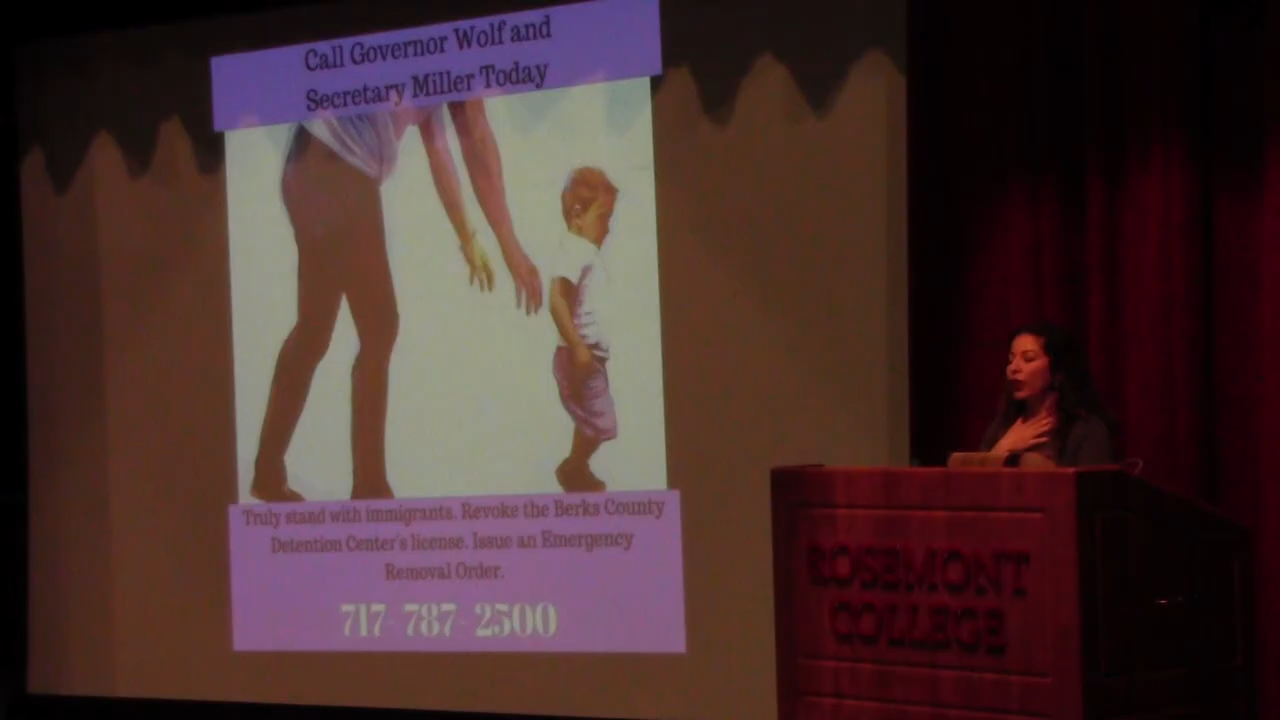 Call Governor Wolf and
Secretary Miller Today
Truly stand with immigrants. Revoke the Berks County
Detention Center's license. Issue an Emergency
Removal Order.
717-787-2500
ROSEMONT
COLLEGE